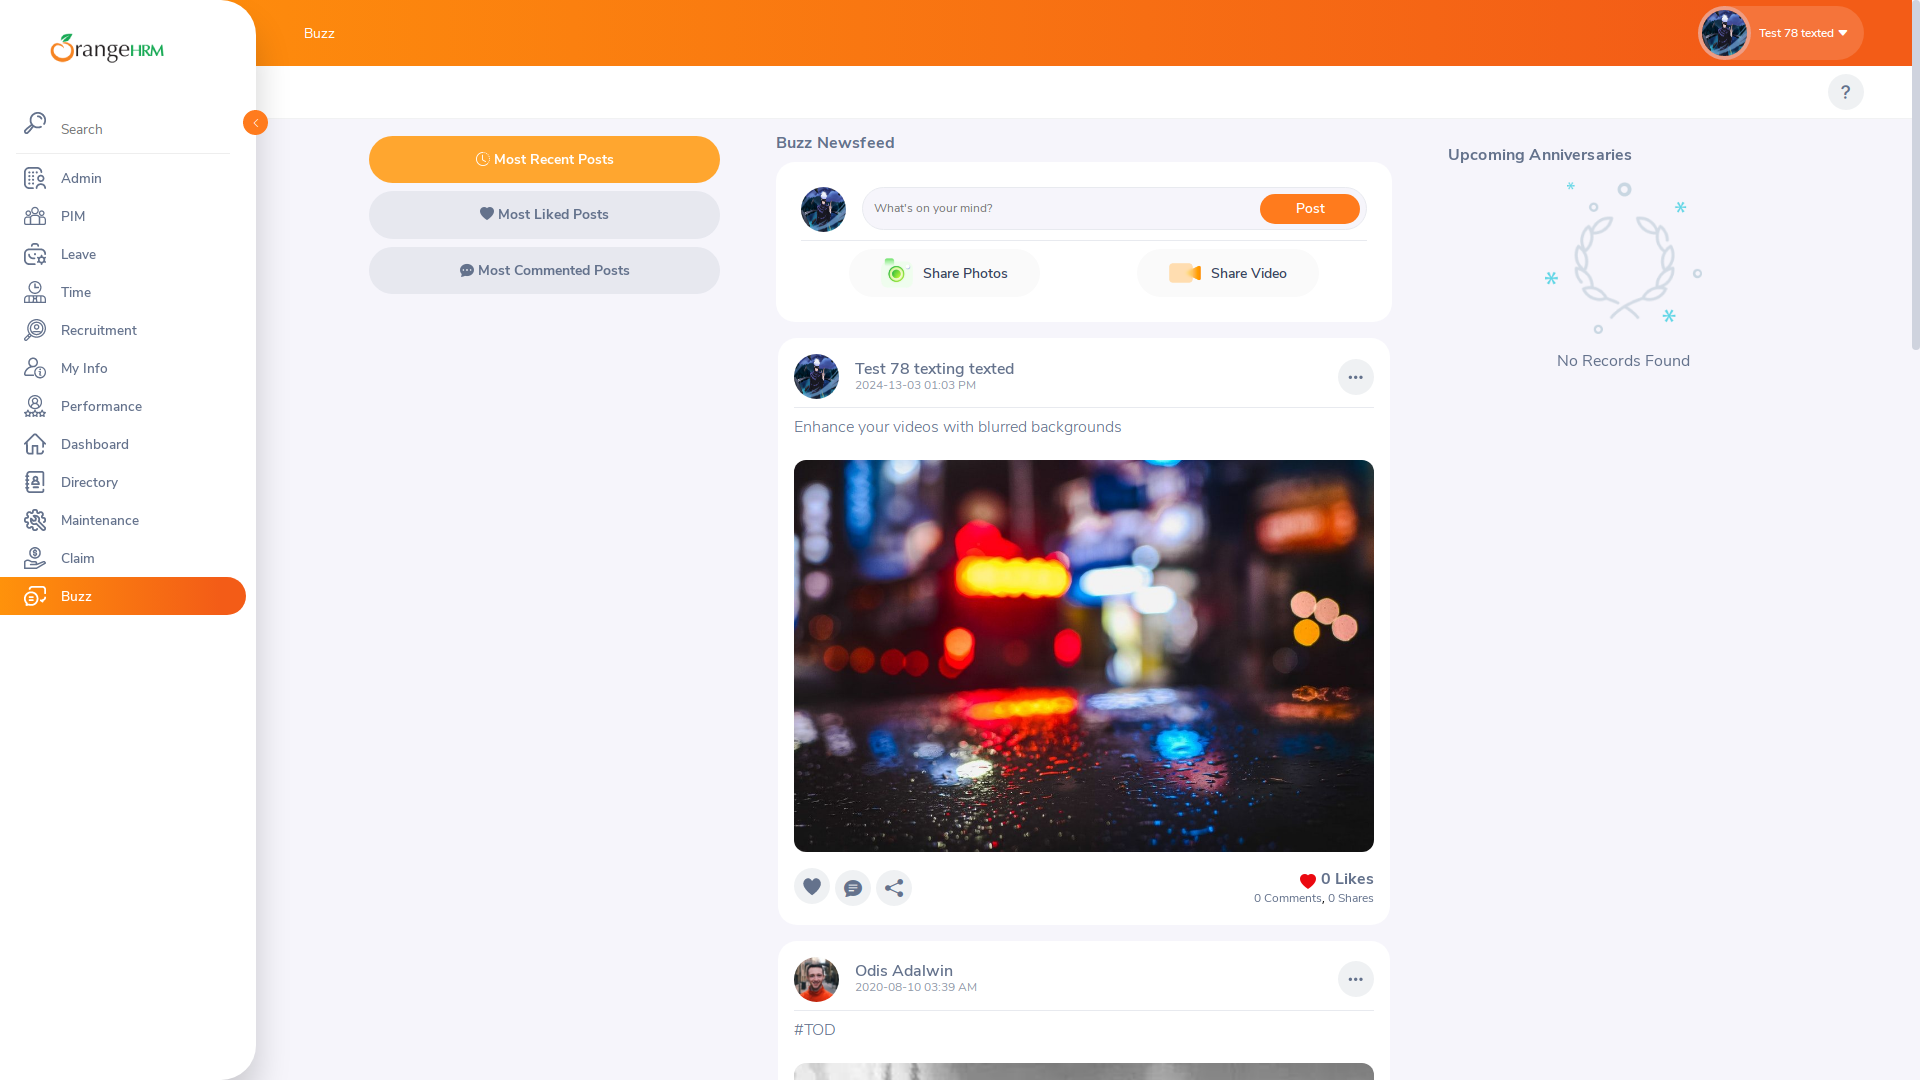 OrangeHRM
Search
Admin
PIM
Leave
Time
Recruitment
My Info
Performance
Dashboard
Directory
Maintenance
Claim
Buzz
Buzz
Test 78 texted
?
Most Recent Posts
Most Liked Posts
Most Commented Posts
Buzz Newsfeed
What's on your mind?
Post
Share Photos
Share Video
Test 78 texting texted
2024-13-03 01:03 PM
Enhance your videos with blurred backgrounds
0 Likes
0 Comments, 0 Shares
Odis Adalwin
2020-08-10 03:39 AM
#TOD
Upcoming Anniversaries
No Records Found